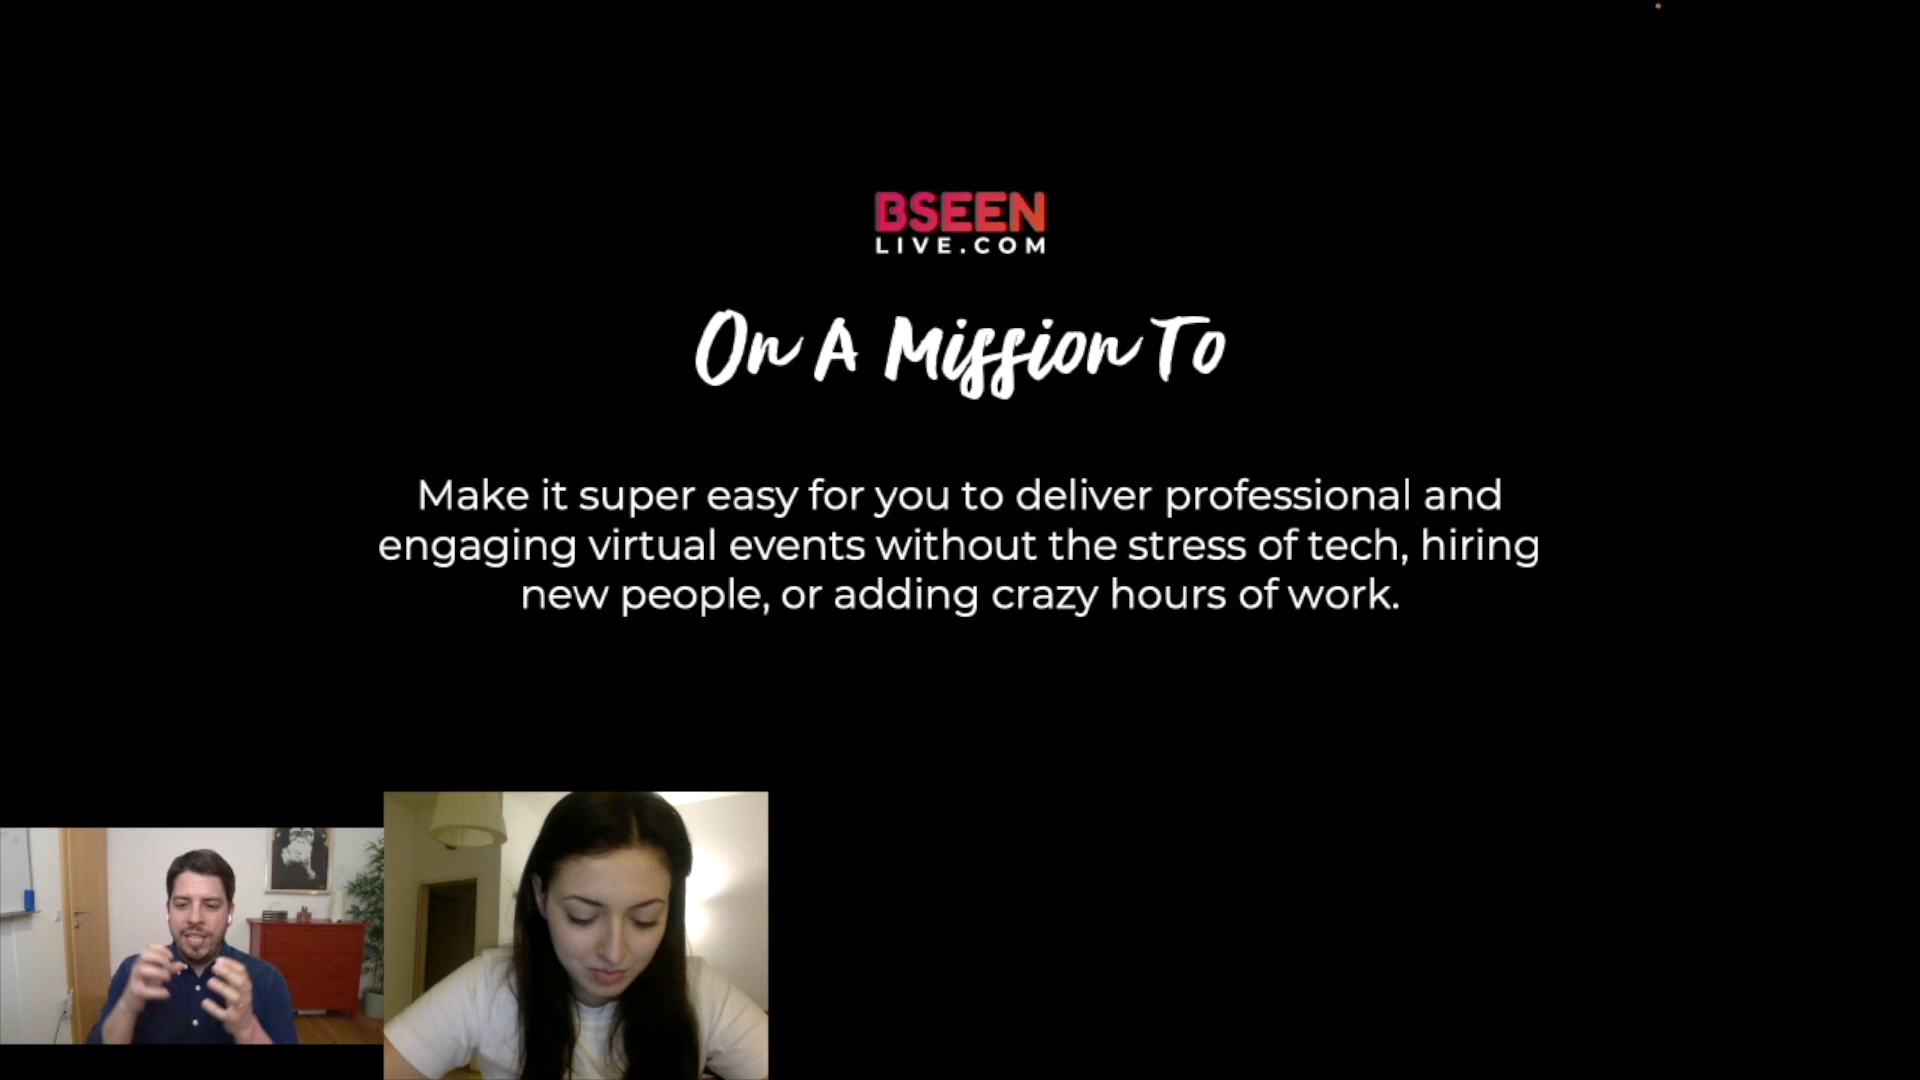 BSEEN
LIVE.COM
On A Mission To
Make it super easy for you to deliver professional and
engaging virtual events without the stress of tech, hiring
new people, or adding crazy hours of work.